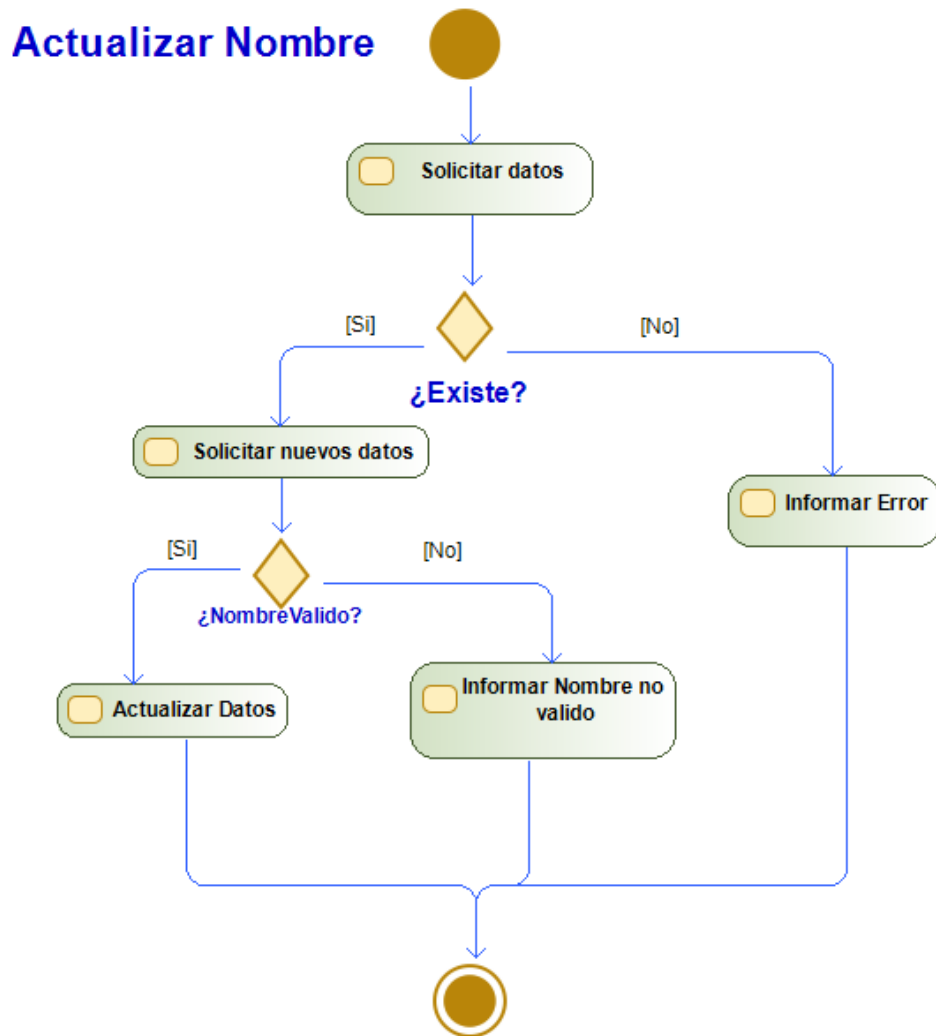 Actualizar Nombre
Solicitar datos
[Si]
[No]
¿Existe?
Solicitar nuevos datos
Informar Error
[Si]
[No]
¿NombreValido?
Informar Nombre no
valido
Actualizar Datos